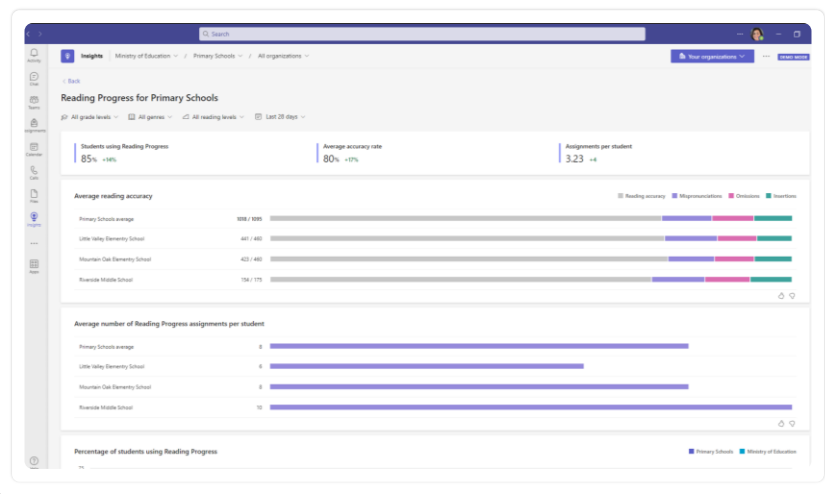 Search
Activity
Chat
Teams
Assignments
Calendar
Calls
Files
Insights
Apps
Insights
Ministry of Education / Primary Schools / All organizations
Your organizations
DEMO MODE
< Back
Reading Progress for Primary Schools
All grade levels All genres All reading levels Last 28 days
Students using Reading Progress
85% +14%
Average accuracy rate
80% +17%
Assignments per student
3.23 +4
Average reading accuracy
Reading accuracy Mispronunciations Omissions Insertions
Primary Schools average 1018 / 1095
Little Valley Elementry School 441 / 460
Mountain Oak Elementry School 423 / 460
Riverside Middle School 154 / 175
Average number of Reading Progress assignments per student
Primary Schools average 8
Little Valley Elementry School 6
Mountain Oak Elementry School 8
Riverside Middle School 10
Percentage of students using Reading Progress
Primary Schools Ministry of Education